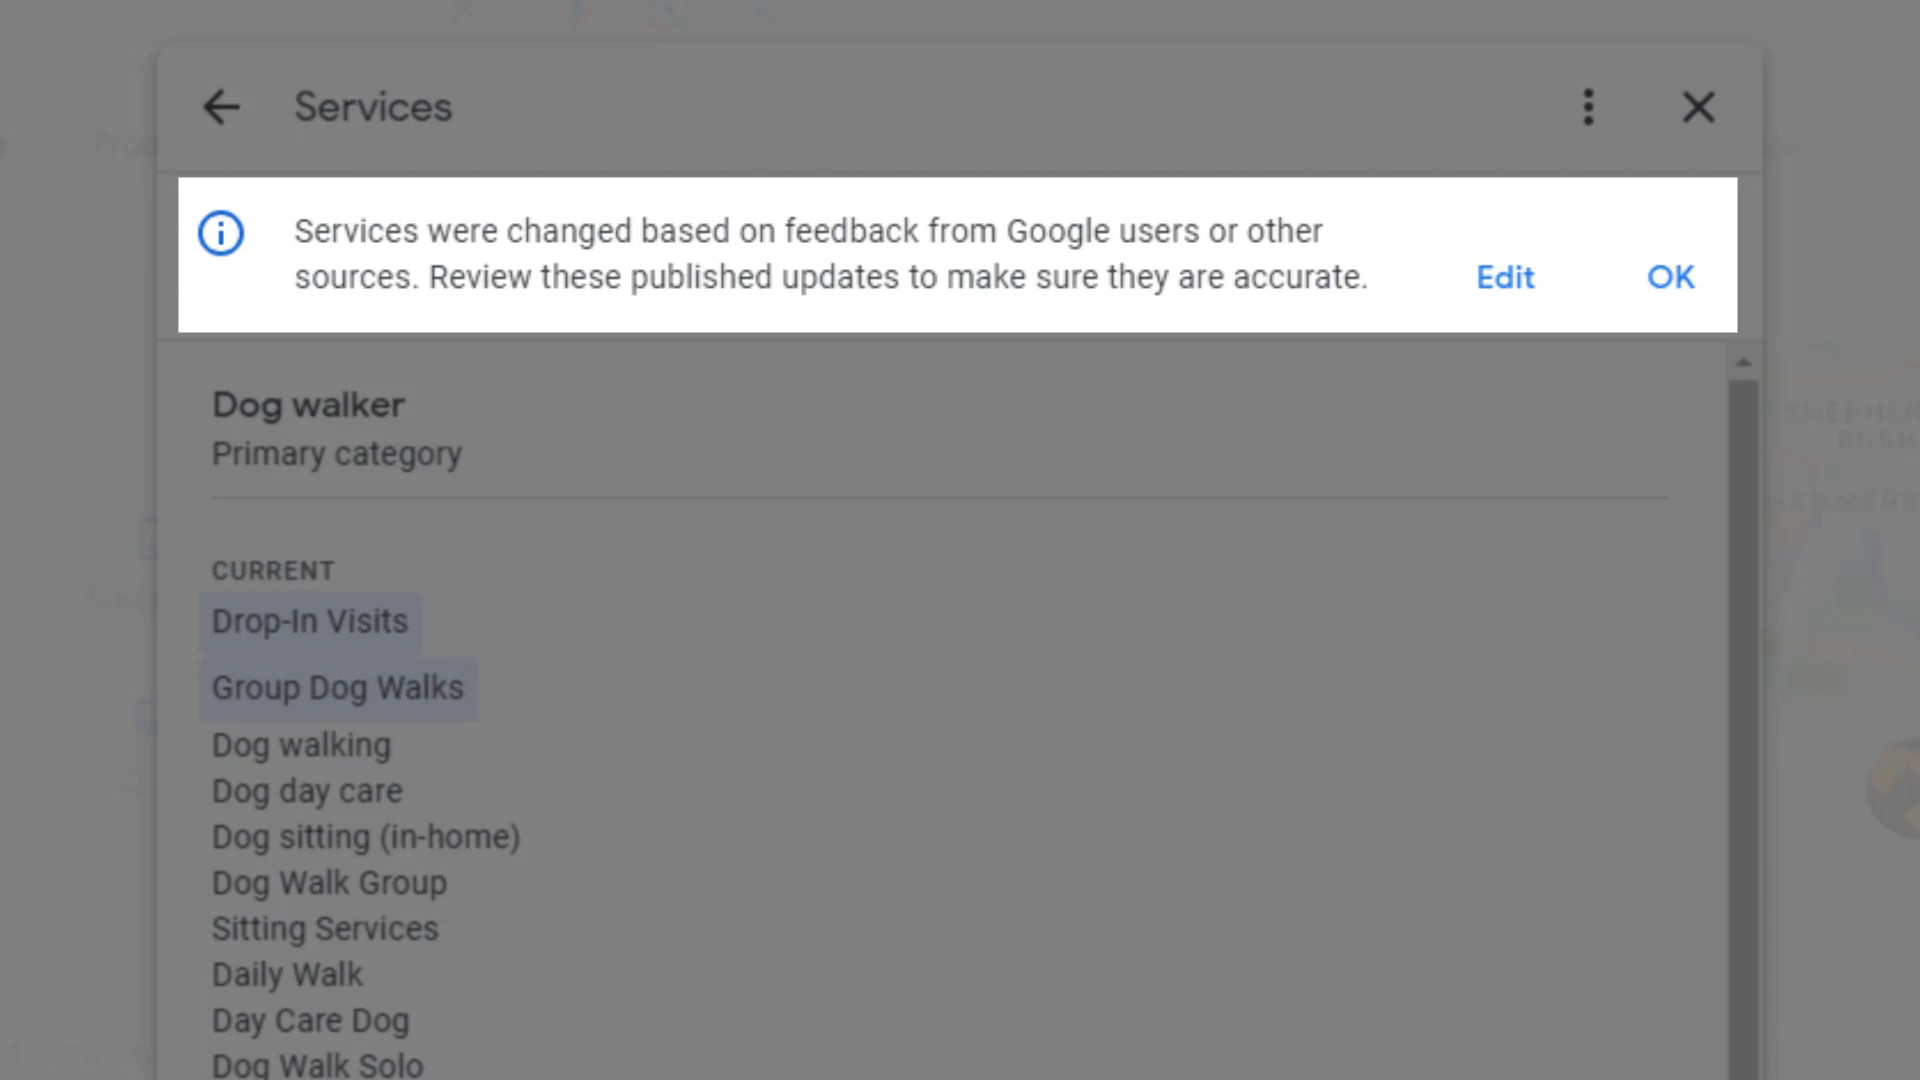 Services
Services were changed based on feedback from Google users or other
sources. Review these published updates to make sure they are accurate.
Edit
OK
Dog walker
Primary category
CURRENT
Drop-In Visits
Group Dog Walks
Dog walking
Dog day care
Dog sitting (in-home)
Dog Walk Group
Sitting Services
Daily Walk
Day Care Dog
Dog Walk Solo